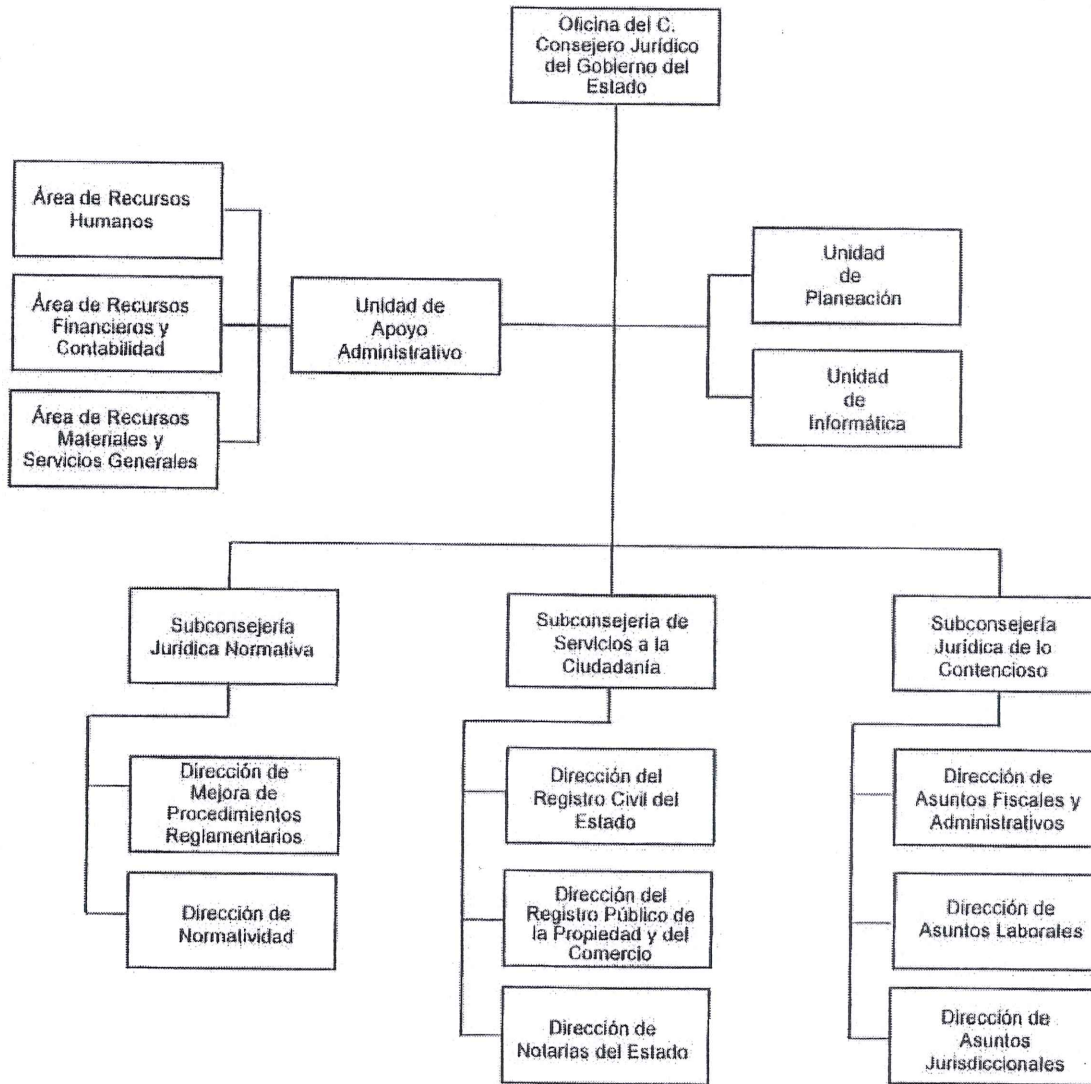 Oficina del C.
Consejero Jurídico
del Gobierno del
Estado
Área de Recursos
Humanos
Área de Recursos
Financieros y
Contabilidad
Área de Recursos
Materiales y
Servicios Generales
Unidad de
Apoyo
Administrativo
Unidad
de
Planeación
Unidad
de
Informática
Subconsejería
Jurídica Normativa
Dirección de
Mejora de
Procedimientos
Reglamentarios
Dirección de
Normatividad
Subconsejeria de
Servicios a la
Ciudadanía
Dirección del
Registro Civil del
Estado
Dirección del
Registro Público de
la Propiedad y del
Comercio
Dirección de
Notarias del Estado
Subconsejería
Jurídica de lo
Contencioso
Dirección de
Asuntos Fiscales y
Administrativos
Dirección de
Asuntos Laborales
Dirección de
Asuntos
Jurisdiccionales